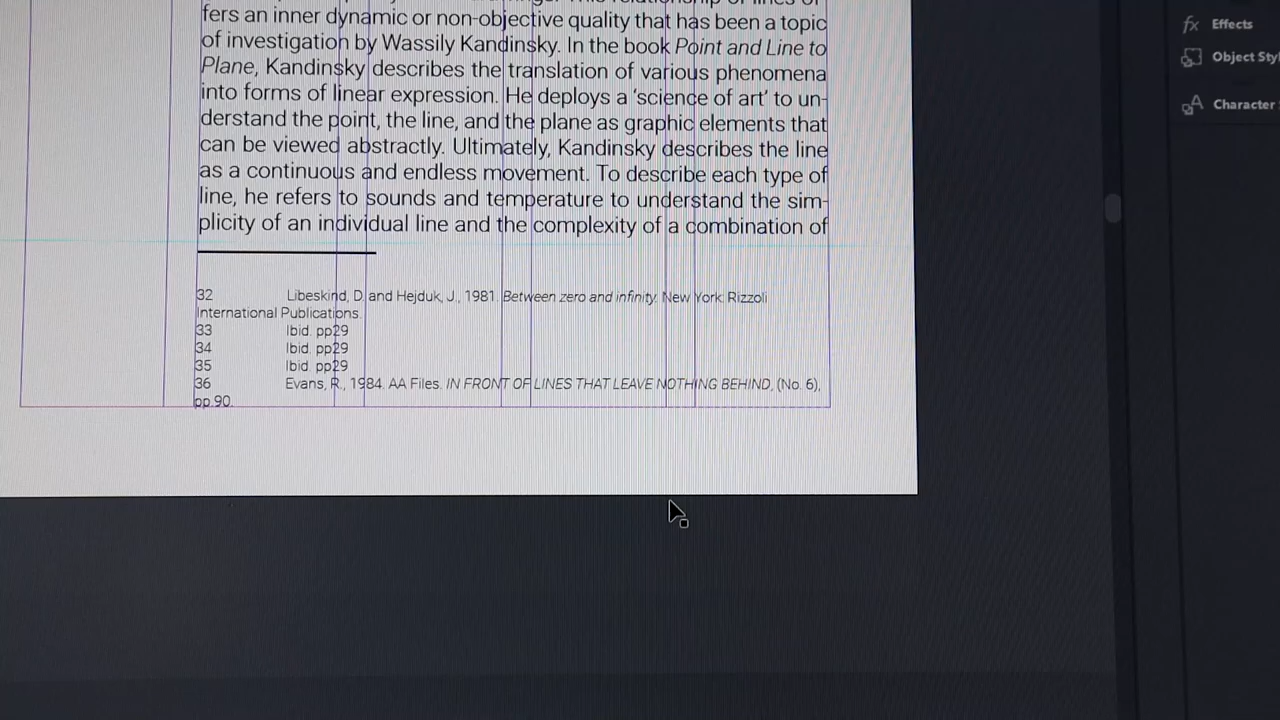 fers an inner dynamic or non-objective quality that has been a topic
of investigation by Wassily Kandinsky. In the book Point and Line to
Plane, Kandinsky describes the translation of various phenomena
into forms of linear expression. He deploys a 'science of art' to un-
derstand the point, the line, and the plane as graphic elements that
can be viewed abstractly. Ultimately, Kandinsky describes the line
as a continuous and endless movement. To describe each type of
line, he refers to sounds and temperature to understand the sim-
plicity of an individual line and the complexity of a combination of
32 Libeskind, D. and Hejduk, J., 1981. Between zero and infinity. New York: Rizzoli
International Publications.
33 Ibid. pp29
34 Ibid. pp29
35 Ibid. pp29
36 Evans, R., 1984. AA Files. IN FRONT OF LINES THAT LEAVE NOTHING BEHIND, (No. 6),
pp.90.
fx Effects
Object Sty
A Character